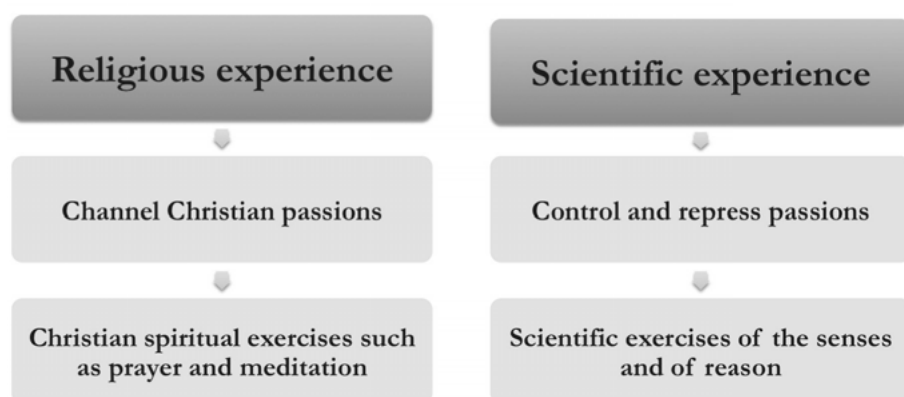 Religious experience
Channel Christian passions
Christian spiritual exercises such
as prayer and meditation
Scientific experience
Control and repress passions
Scientific exercises of the senses
and of reason